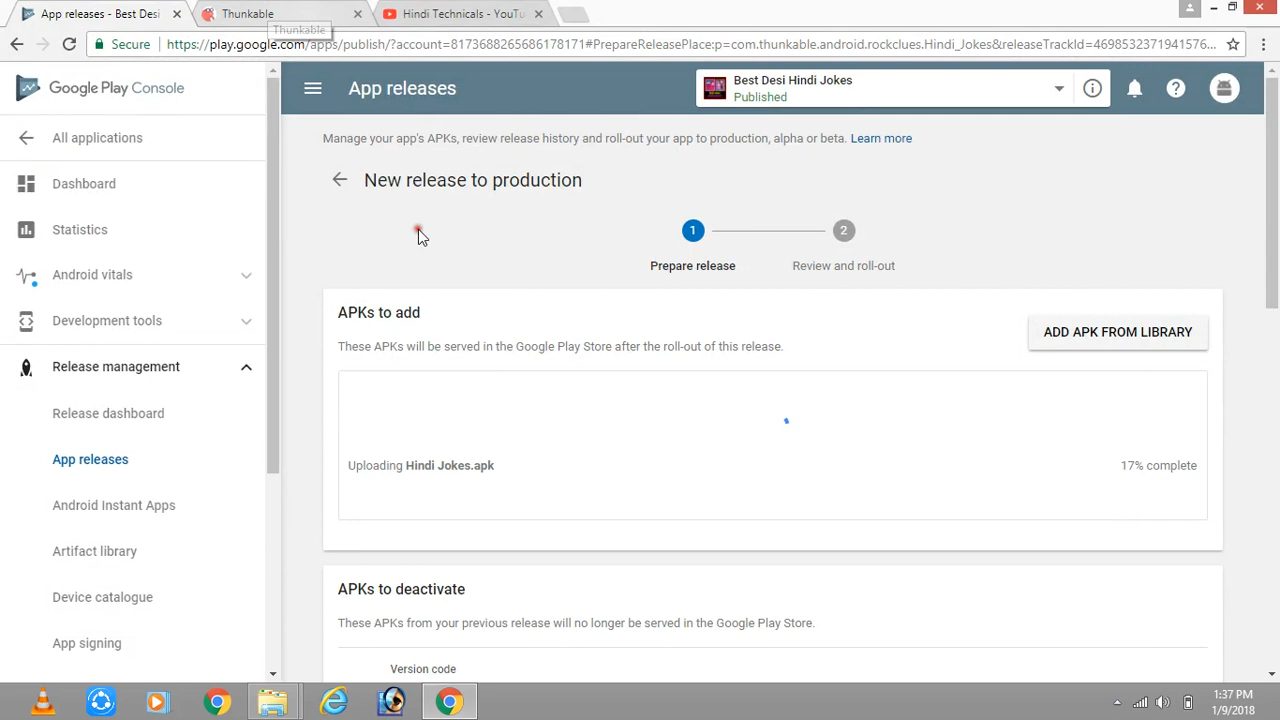 App releases - Best Desi
Thunkable
Hindi Technicals - YouTu
Thunkable
Secure
https://play.google.com/apps/publish/?account=8173688265686178171#PrepareReleasePlace:p=com.thunkable.android.rockclues.Hindi_Jokes&releaseTrackId=4698532371941576...
Google Play Console
App releases
Best Desi Hindi Jokes
Published
All applications
Dashboard
Statistics
Android vitals
Development tools
Release management
Release dashboard
App releases
Android Instant Apps
Artifact library
Device catalogue
App signing
Manage your app's APKs, review release history and roll-out your app to production, alpha or beta. Learn more
New release to production
1
2
Prepare release
Review and roll-out
APKs to add
ADD APK FROM LIBRARY
These APKs will be served in the Google Play Store after the roll-out of this release.
Uploading Hindi Jokes.apk
17% complete
APKs to deactivate
These APKs from your previous release will no longer be served in the Google Play Store.
Version code
1:37 PM
1/9/2018